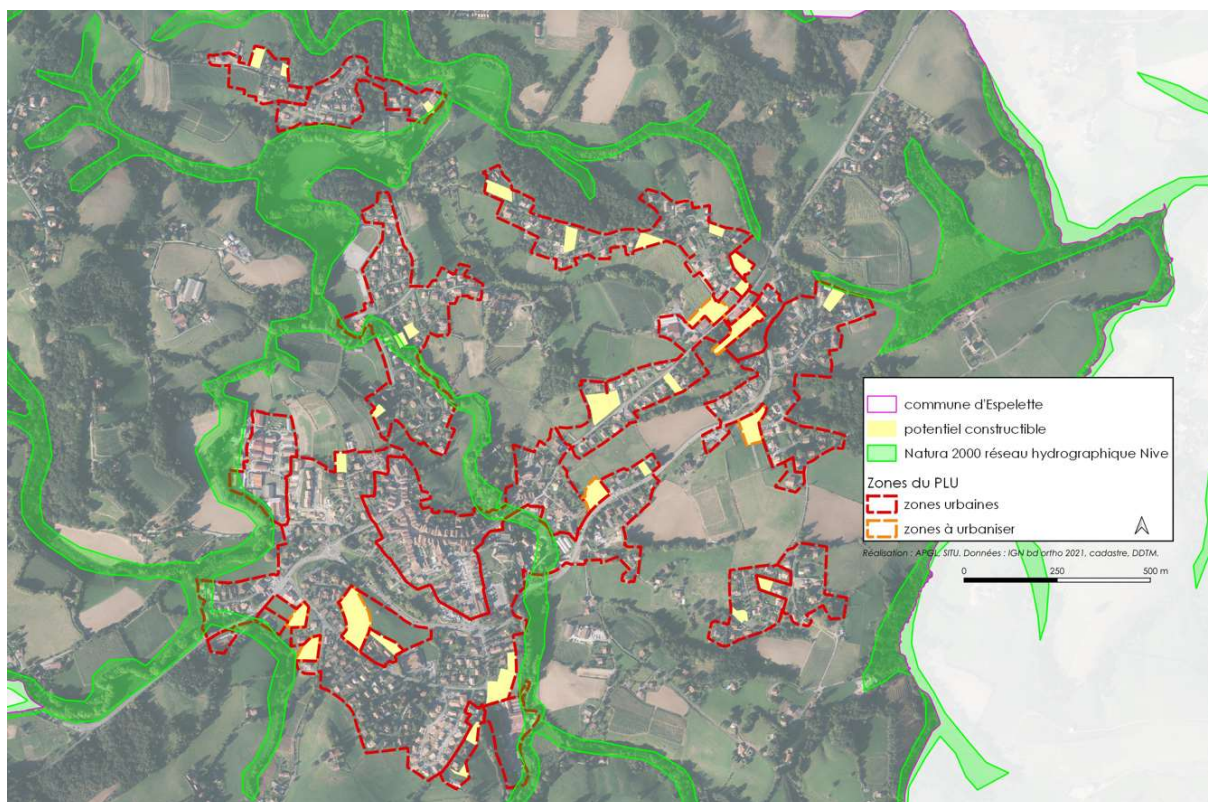 commune d'Espelette
potentiel constructible
Natura 2000 réseau hydrographique Nive
Zones du PLU
zones urbaines
zones à urbaniser
Réalisation : APGL, SITU, Données : IGN bd ortho 2021, cadastre, DDTM,
0 250 500 m